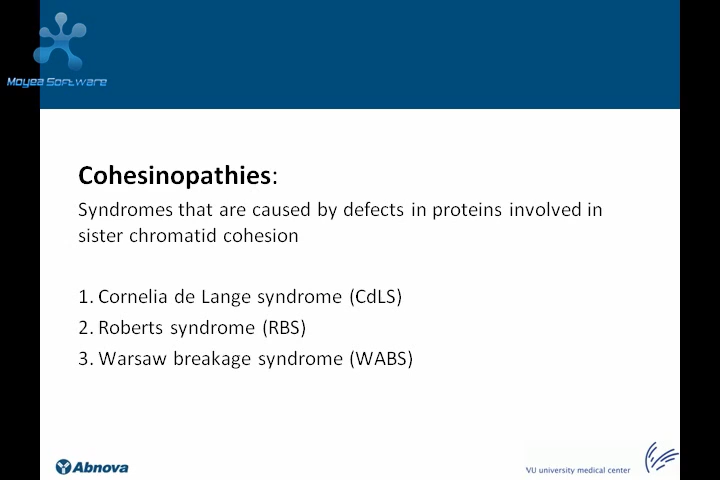 Moyea Software
Cohesinopathies:
Syndromes that are caused by defects in proteins involved in
sister chromatid cohesion
1. Cornelia de Lange syndrome (CdLS)
2. Roberts syndrome (RBS)
3. Warsaw breakage syndrome (WABS)
Abnova
VU university medical center